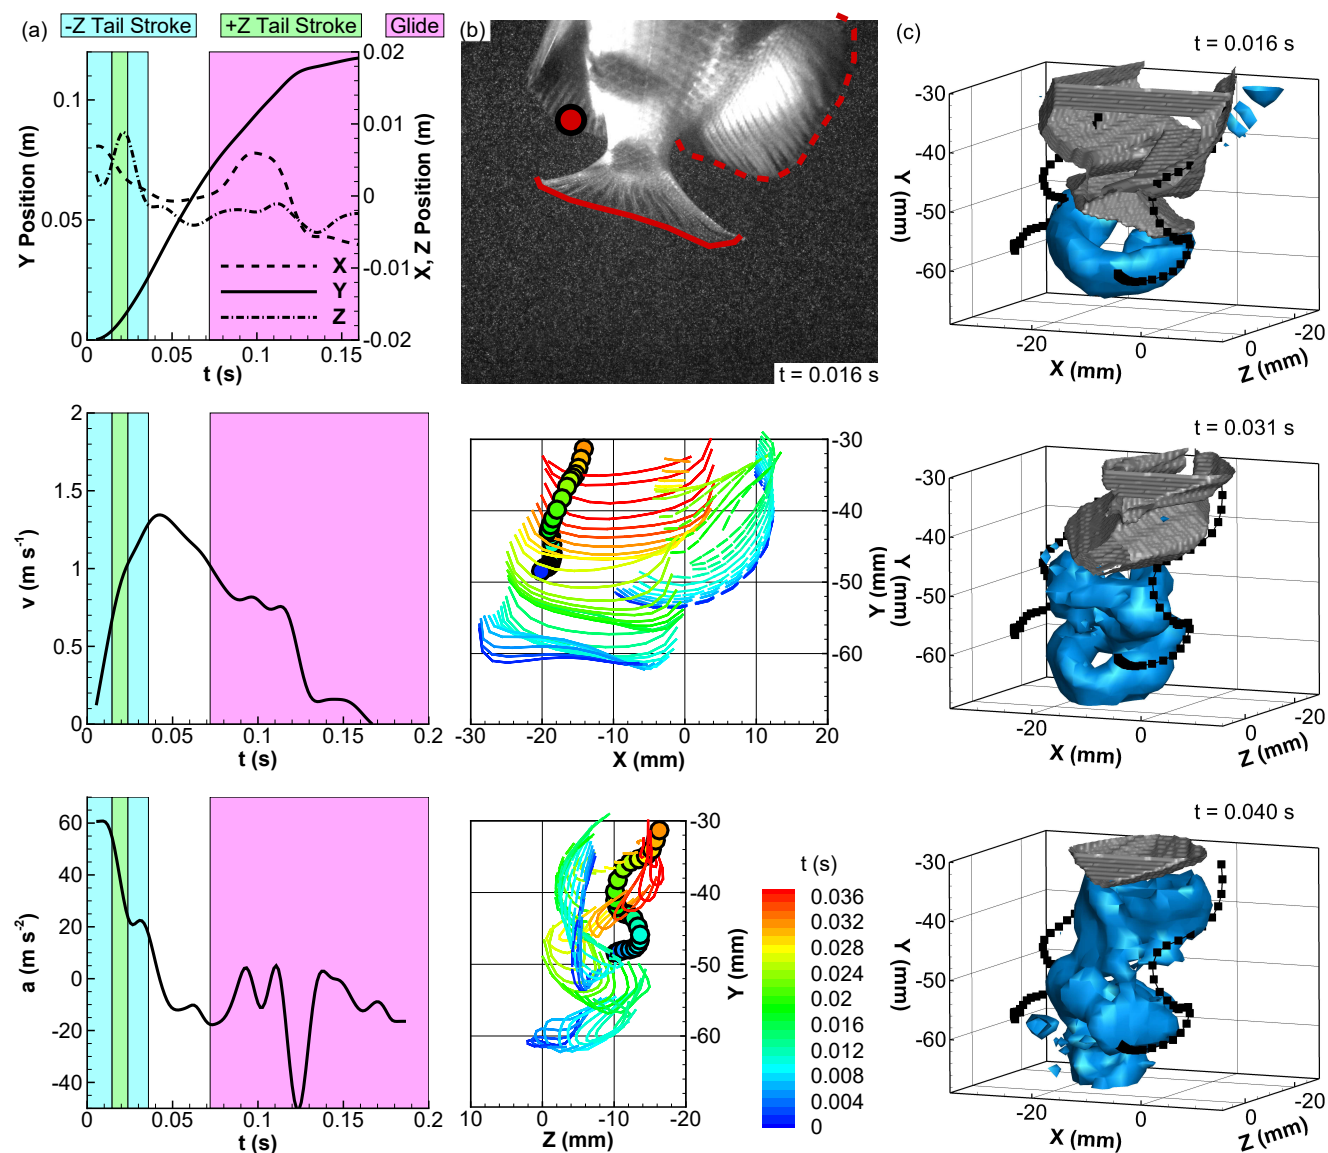 (a) -Z Tail Stroke +Z Tail Stroke Glide
0.1
0.05
0
Y Position (m)
0.02
0.01
0
-0.01
-0.02
X, Z Position (m)
X
Y
Z
0 0.05 0.1 0.15
t (s)
2
1.5
1
0.5
0
v (m s⁻¹)
0 0.05 0.1 0.15 0.2
t (s)
60
40
20
0
-20
-40
a (m s⁻²)
0 0.05 0.1 0.15 0.2
t (s)
(b)
t = 0.016 s
-30
-40
-50
-60
Y (mm)
-30 -20 -10 0 10 20
X (mm)
-30
-40
-50
-60
Y (mm)
10 0 -10 -20
Z (mm)
t (s)
0.036
0.032
0.028
0.024
0.02
0.016
0.012
0.008
0.004
0
(c)
t = 0.016 s
-30
-40
-50
-60
Y (mm)
-20 0
X (mm)
0 -20
Z (mm)
t = 0.031 s
-30
-40
-50
-60
Y (mm)
-20 0
X (mm)
0 -20
Z (mm)
t = 0.040 s
-30
-40
-50
-60
Y (mm)
-20 0
X (mm)
0 -20
Z (mm)